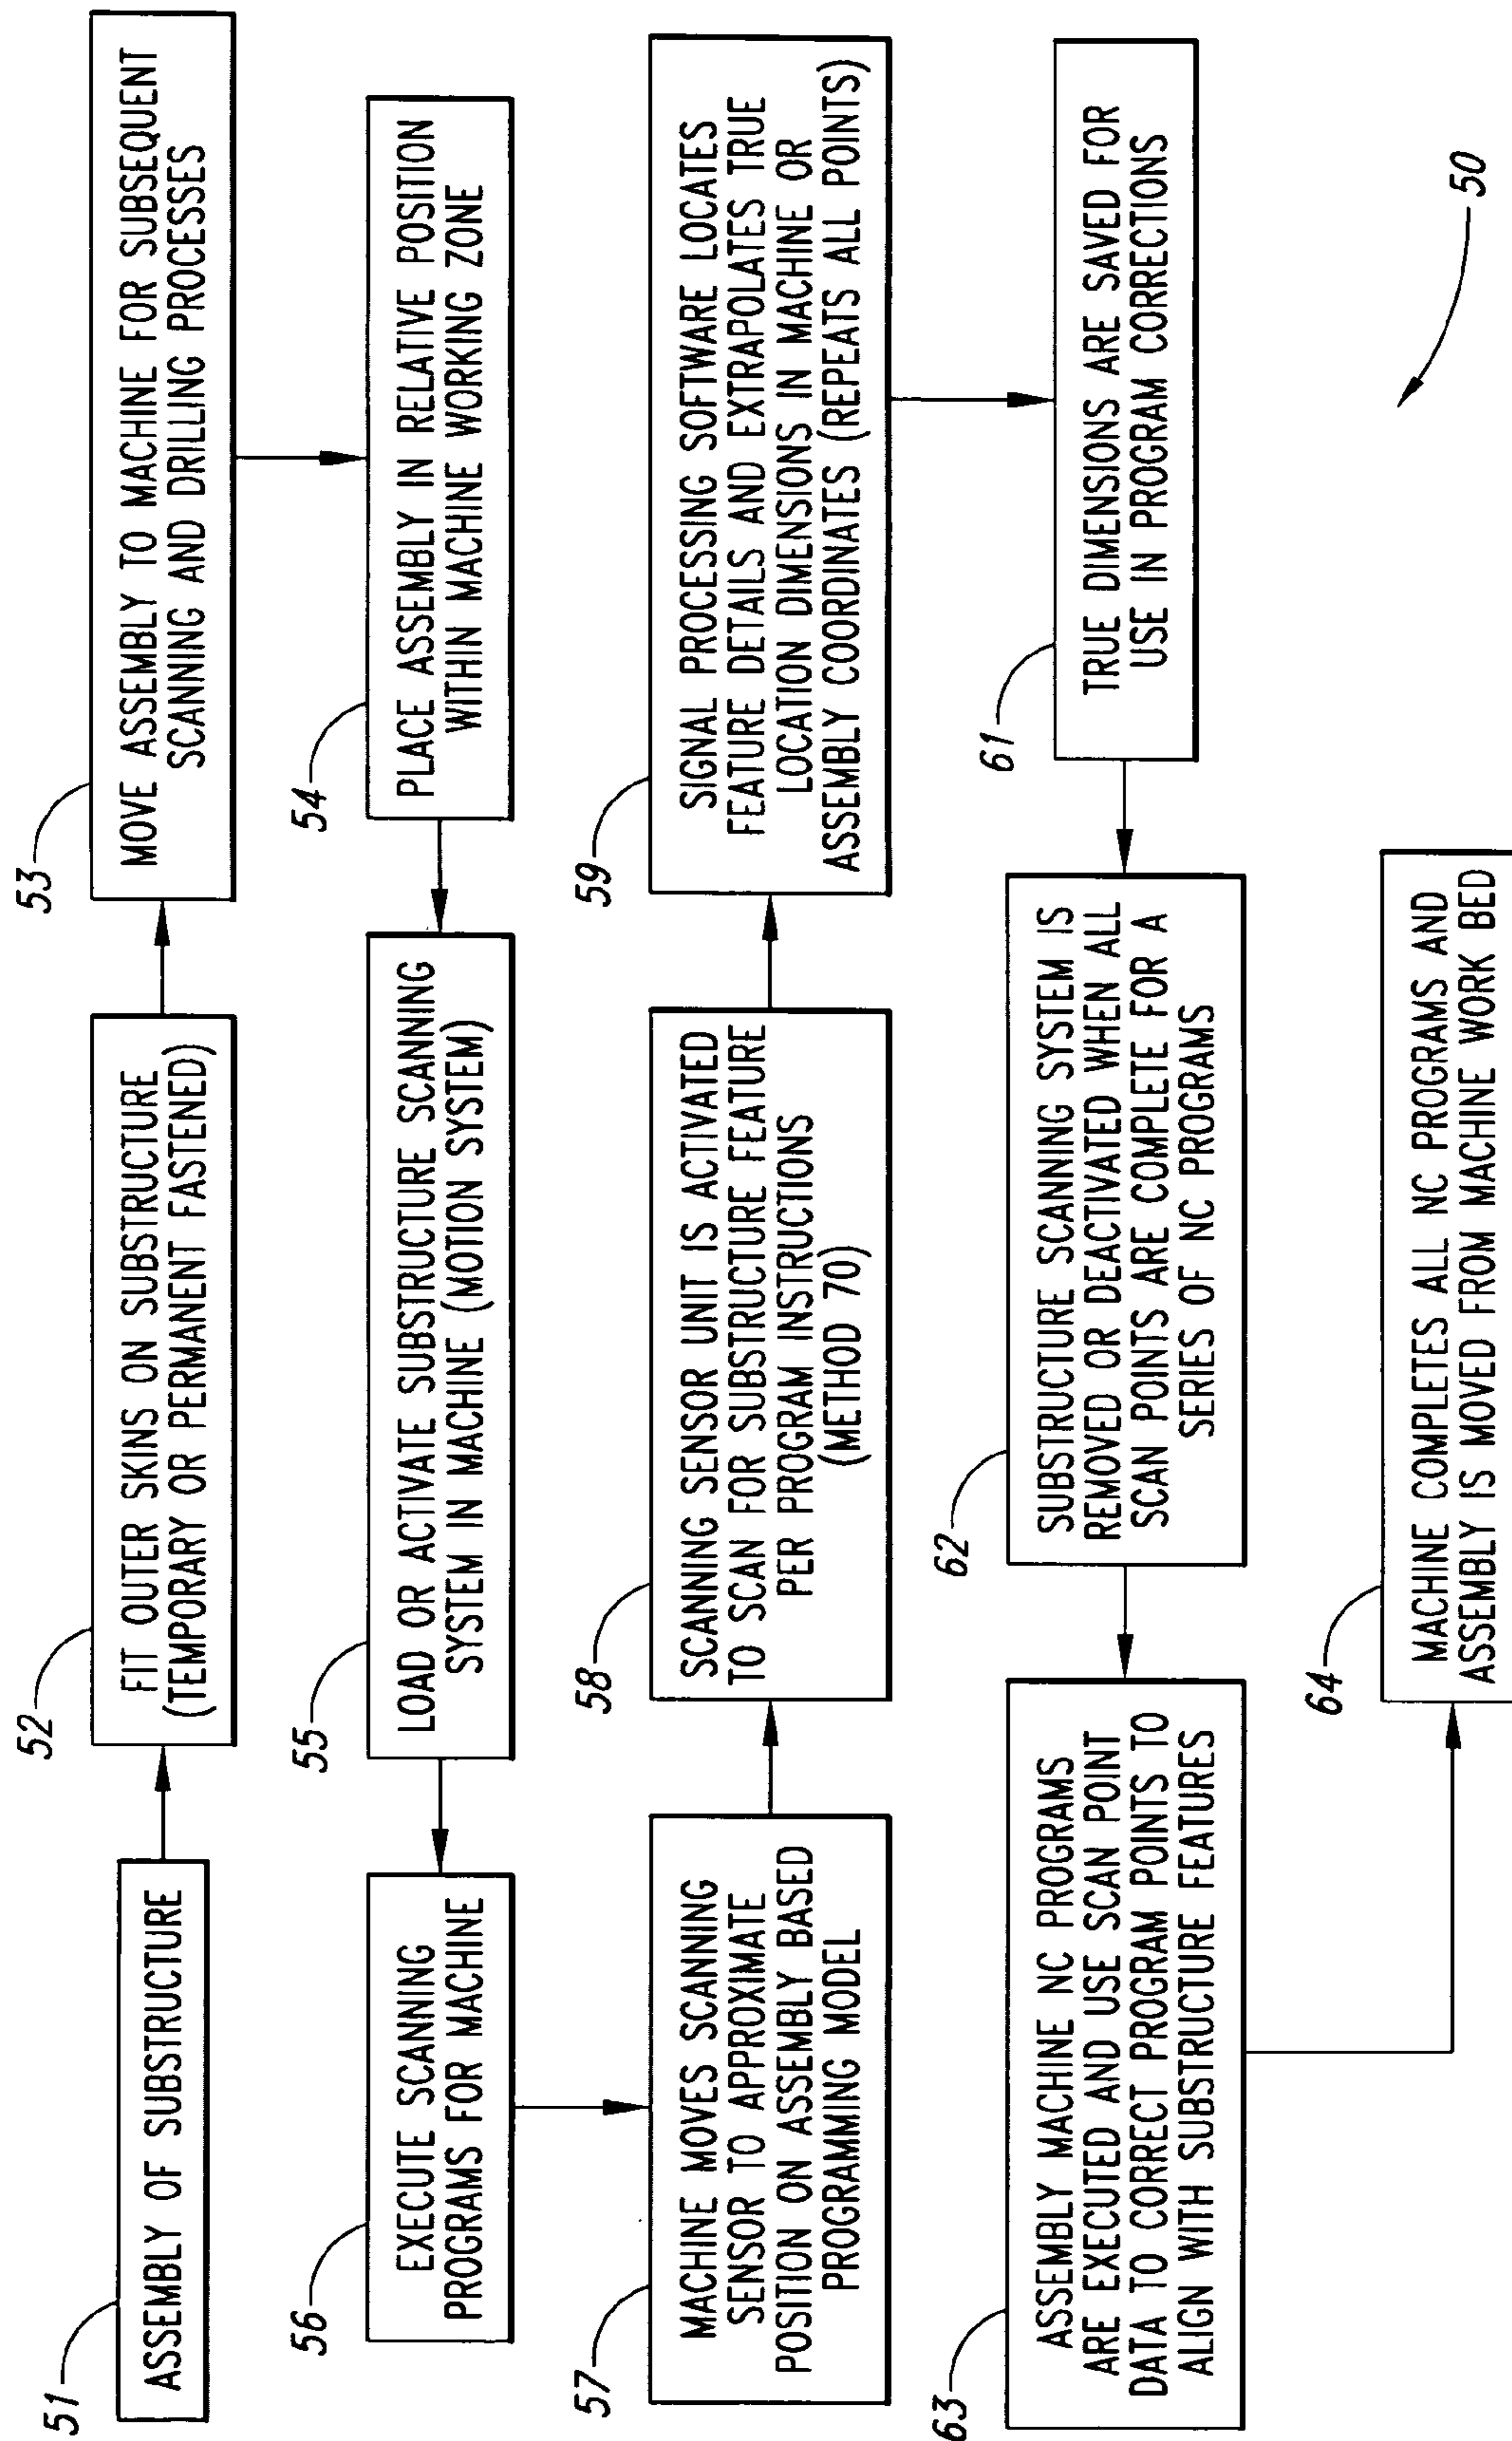 51
ASSEMBLY OF SUBSTRUCTURE
52
FIT OUTER SKINS ON SUBSTRUCTURE
(TEMPORARY OR PERMANENT FASTENED)
53
MOVE ASSEMBLY TO MACHINE FOR SUBSEQUENT
SCANNING AND DRILLING PROCESSES
54
PLACE ASSEMBLY IN RELATIVE POSITION
WITHIN MACHINE WORKING ZONE
55
LOAD OR ACTIVATE SUBSTRUCTURE SCANNING
SYSTEM IN MACHINE (MOTION SYSTEM)
56
EXECUTE SCANNING
PROGRAMS FOR MACHINE
57
MACHINE MOVES SCANNING
SENSOR TO APPROXIMATE
POSITION ON ASSEMBLY BASED
PROGRAMMING MODEL
58
SCANNING SENSOR UNIT IS ACTIVATED
TO SCAN FOR SUBSTRUCTURE FEATURE
PER PROGRAM INSTRUCTIONS
(METHOD 70)
59
SIGNAL PROCESSING SOFTWARE LOCATES
FEATURE DETAILS AND EXTRAPOLATES TRUE
LOCATION DIMENSIONS IN MACHINE OR
ASSEMBLY COORDINATES (REPEATS ALL POINTS)
61
TRUE DIMENSIONS ARE SAVED FOR
USE IN PROGRAM CORRECTIONS
62
SUBSTRUCTURE SCANNING SYSTEM IS
REMOVED OR DEACTIVATED WHEN ALL
SCAN POINTS ARE COMPLETE FOR A
SERIES OF NC PROGRAMS
63
ASSEMBLY MACHINE NC PROGRAMS
ARE EXECUTED AND USE SCAN POINT
DATA TO CORRECT PROGRAM POINTS TO
ALIGN WITH SUBSTRUCTURE FEATURES
64
MACHINE COMPLETES ALL NC PROGRAMS AND
ASSEMBLY IS MOVED FROM MACHINE WORK BED
50